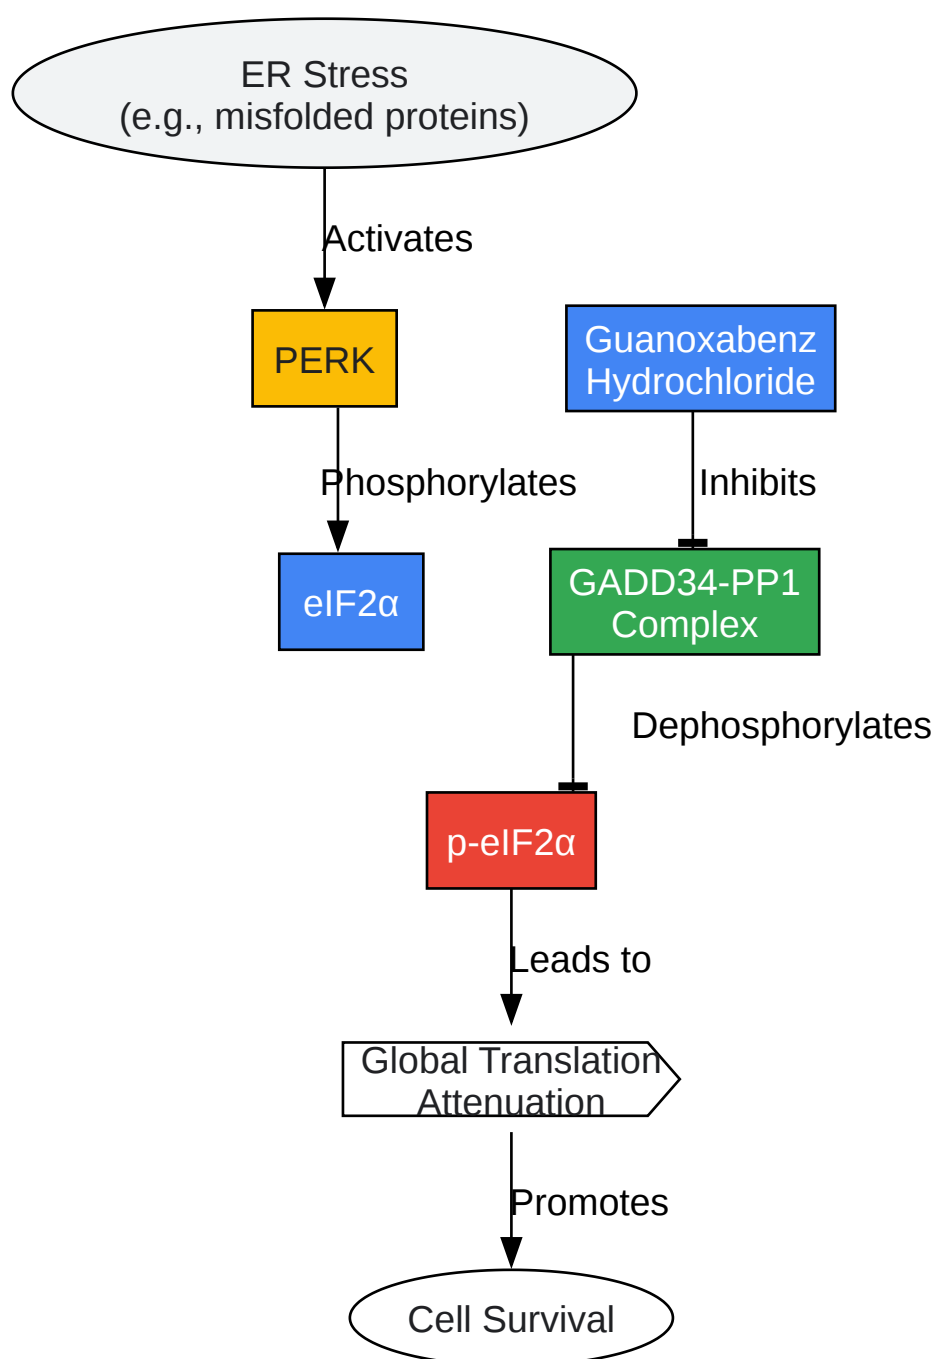 ER Stress
(e.g., misfolded proteins)
Activates
PERK
Guanoxabenz
Hydrochloride
Phosphorylates
Inhibits
eIF2α
GADD34-PP1
Complex
Dephosphorylates
p-eIF2α
Leads to
Global Translation
Attenuation
Promotes
Cell Survival